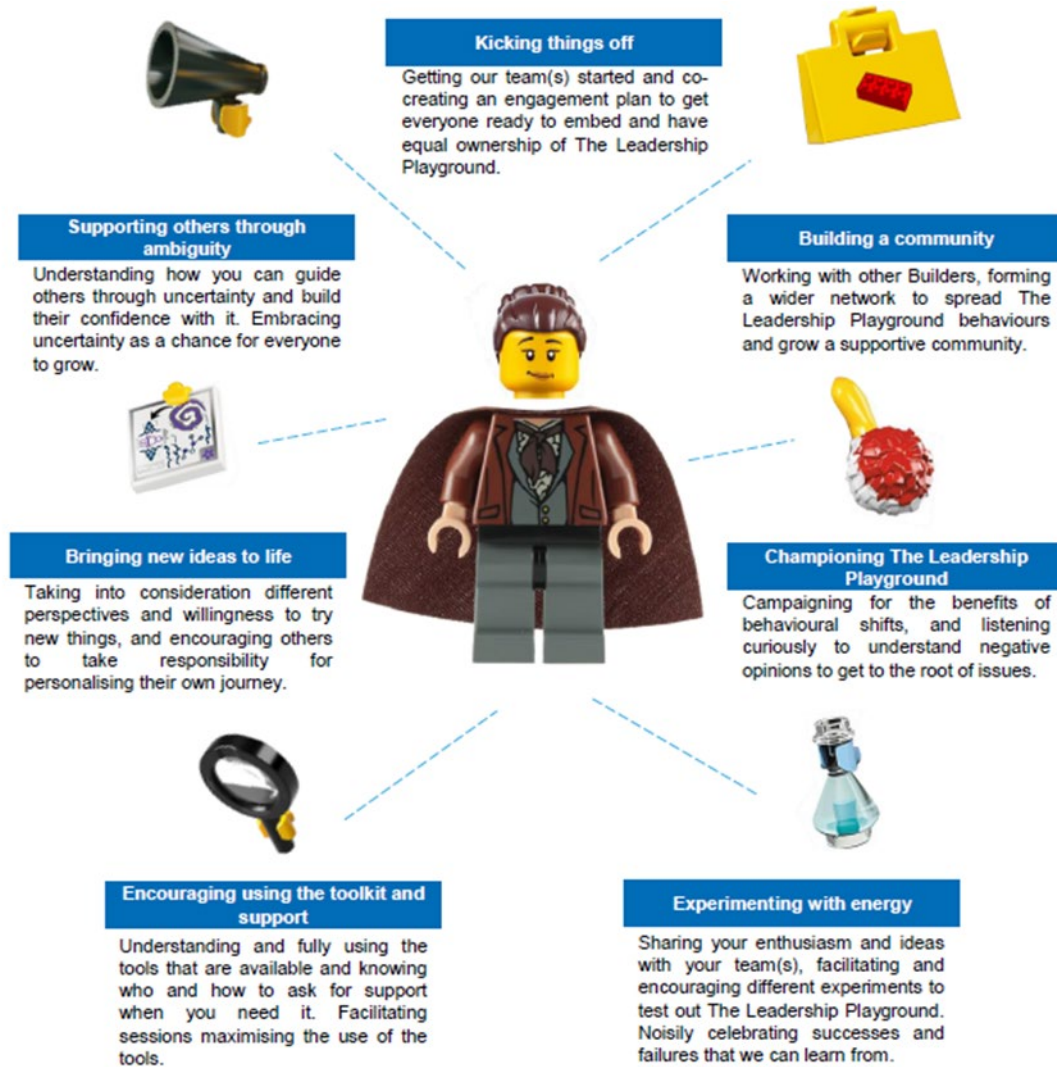 Kicking things off
Getting our team(s) started and co-
creating an engagement plan to get
everyone ready to embed and have
equal ownership of The Leadership
Playground.
Supporting others through
ambiguity
Understanding how you can guide
others through uncertainty and build
their confidence with it. Embracing
uncertainty as a chance for everyone
to grow.
Building a community
Working with other Builders, forming
a wider network to spread The
Leadership Playground behaviours
and grow a supportive community.
Bringing new ideas to life
Taking into consideration different
perspectives and willingness to try
new things, and encouraging others
to take responsibility for
personalising their own journey.
Championing The Leadership
Playground
Campaigning for the benefits of
behavioural shifts, and listening
curiously to understand negative
opinions to get to the root of issues.
Encouraging using the toolkit and
support
Understanding and fully using the
tools that are available and knowing
who and how to ask for support
when you need it. Facilitating
sessions maximising the use of the
tools.
Experimenting with energy
Sharing your enthusiasm and ideas
with your team(s), facilitating and
encouraging different experiments to
test out The Leadership Playground.
Noisily celebrating successes and
failures that we can learn from.